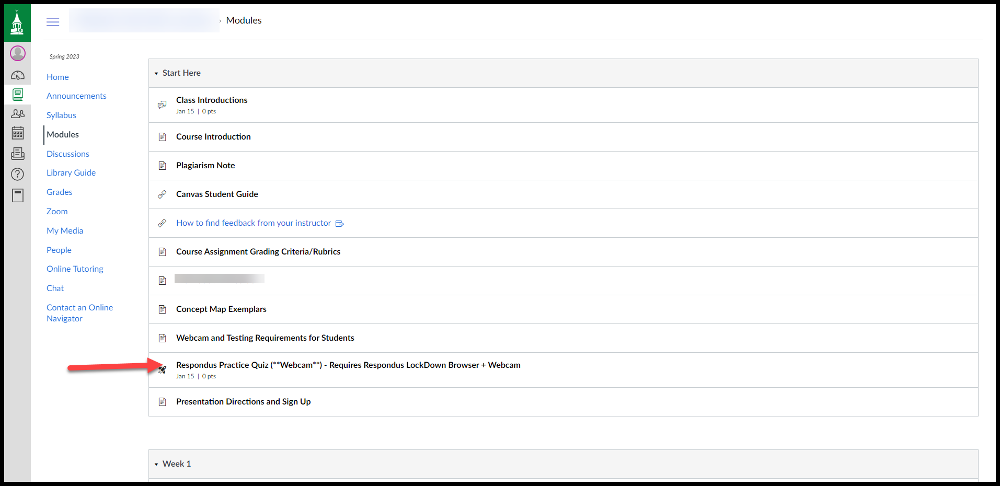 › Modules
Spring 2023
Home
Announcements
Syllabus
Modules
Discussions
Library Guide
Grades
Zoom
My Media
People
Online Tutoring
Chat
Contact an Online
Navigator
Start Here
Class Introductions
Jan 15 | 0 pts
Course Introduction
Plagiarism Note
Canvas Student Guide
How to find feedback from your instructor
Course Assignment Grading Criteria/Rubrics
Concept Map Exemplars
Webcam and Testing Requirements for Students
Respondus Practice Quiz (**Webcam**) - Requires Respondus LockDown Browser + Webcam
Jan 15 | 0 pts
Presentation Directions and Sign Up
Week 1